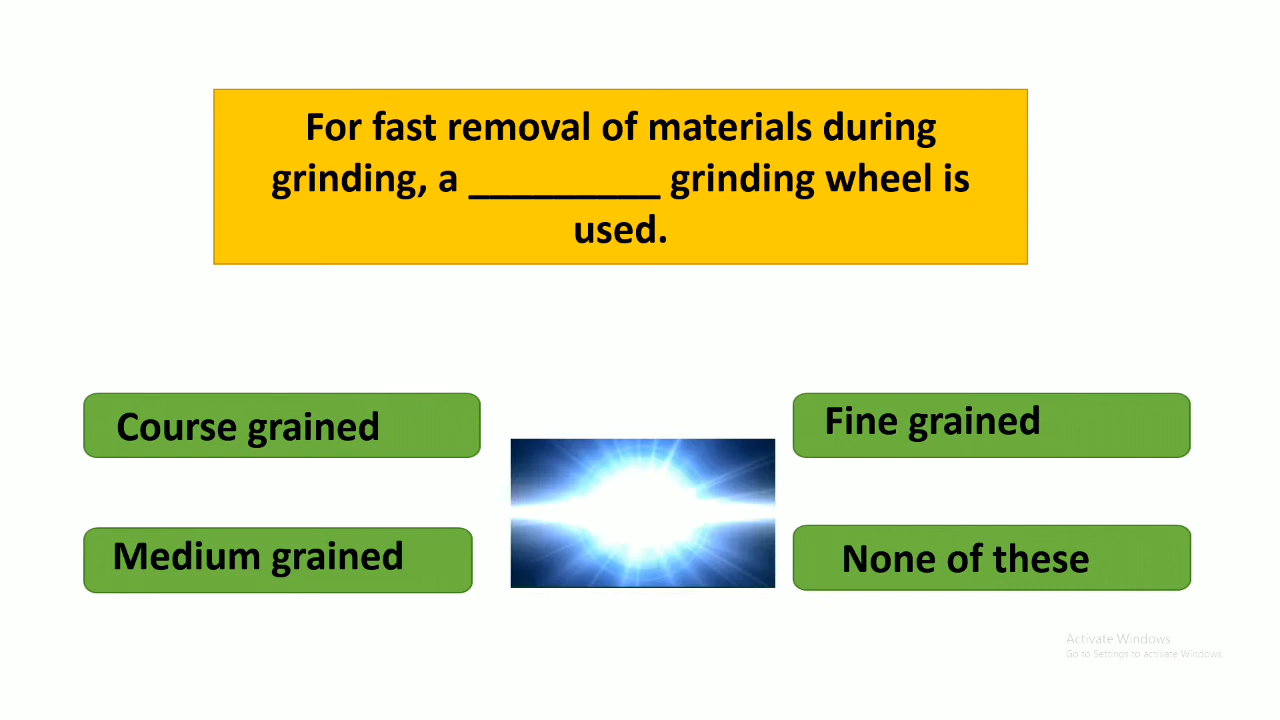 For fast removal of materials during
grinding, a _________ grinding wheel is
used.
Course grained
Fine grained
Medium grained
None of these
Activate Windows
Go to Settings to activate Windows.